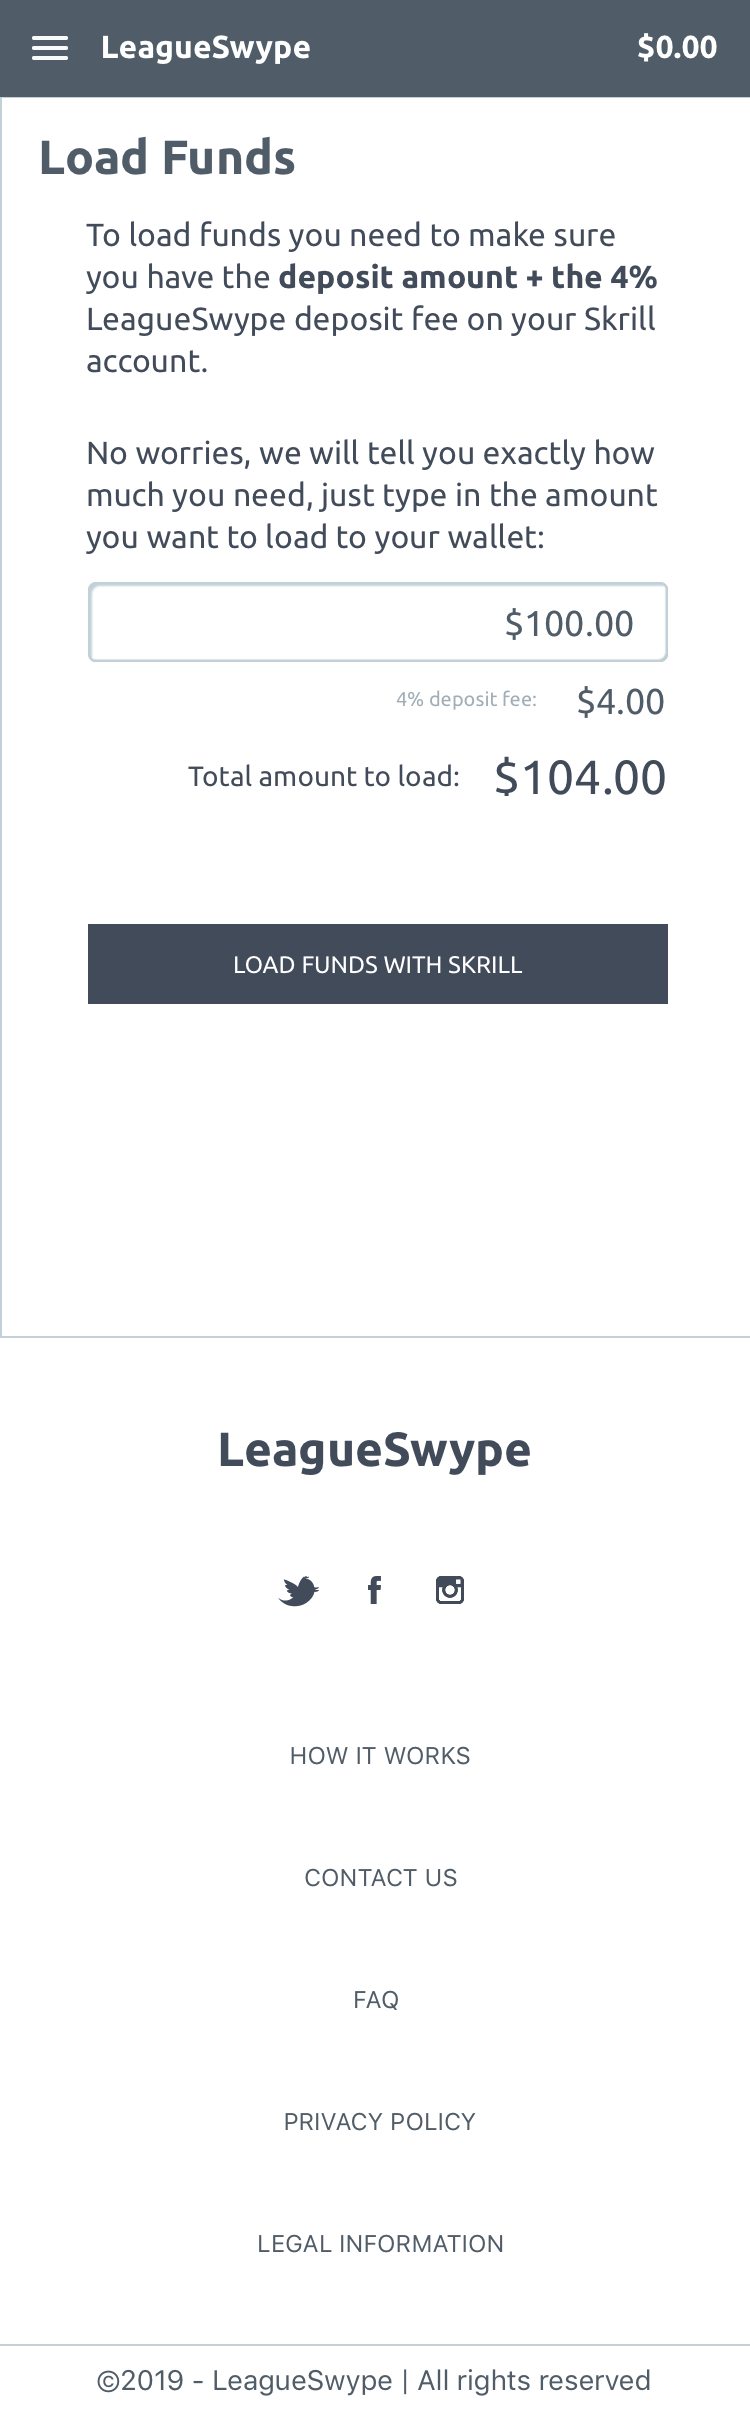 LeagueSwype $0.00
Load Funds
To load funds you need to make sure
you have the deposit amount + the 4%
LeagueSwype deposit fee on your Skrill
account.
No worries, we will tell you exactly how
much you need, just type in the amount
you want to load to your wallet:
$100.00
4% deposit fee: $4.00
Total amount to load: $104.00
LOAD FUNDS WITH SKRILL
LeagueSwype
HOW IT WORKS
CONTACT US
FAQ
PRIVACY POLICY
LEGAL INFORMATION
©2019 - LeagueSwype | All rights reserved